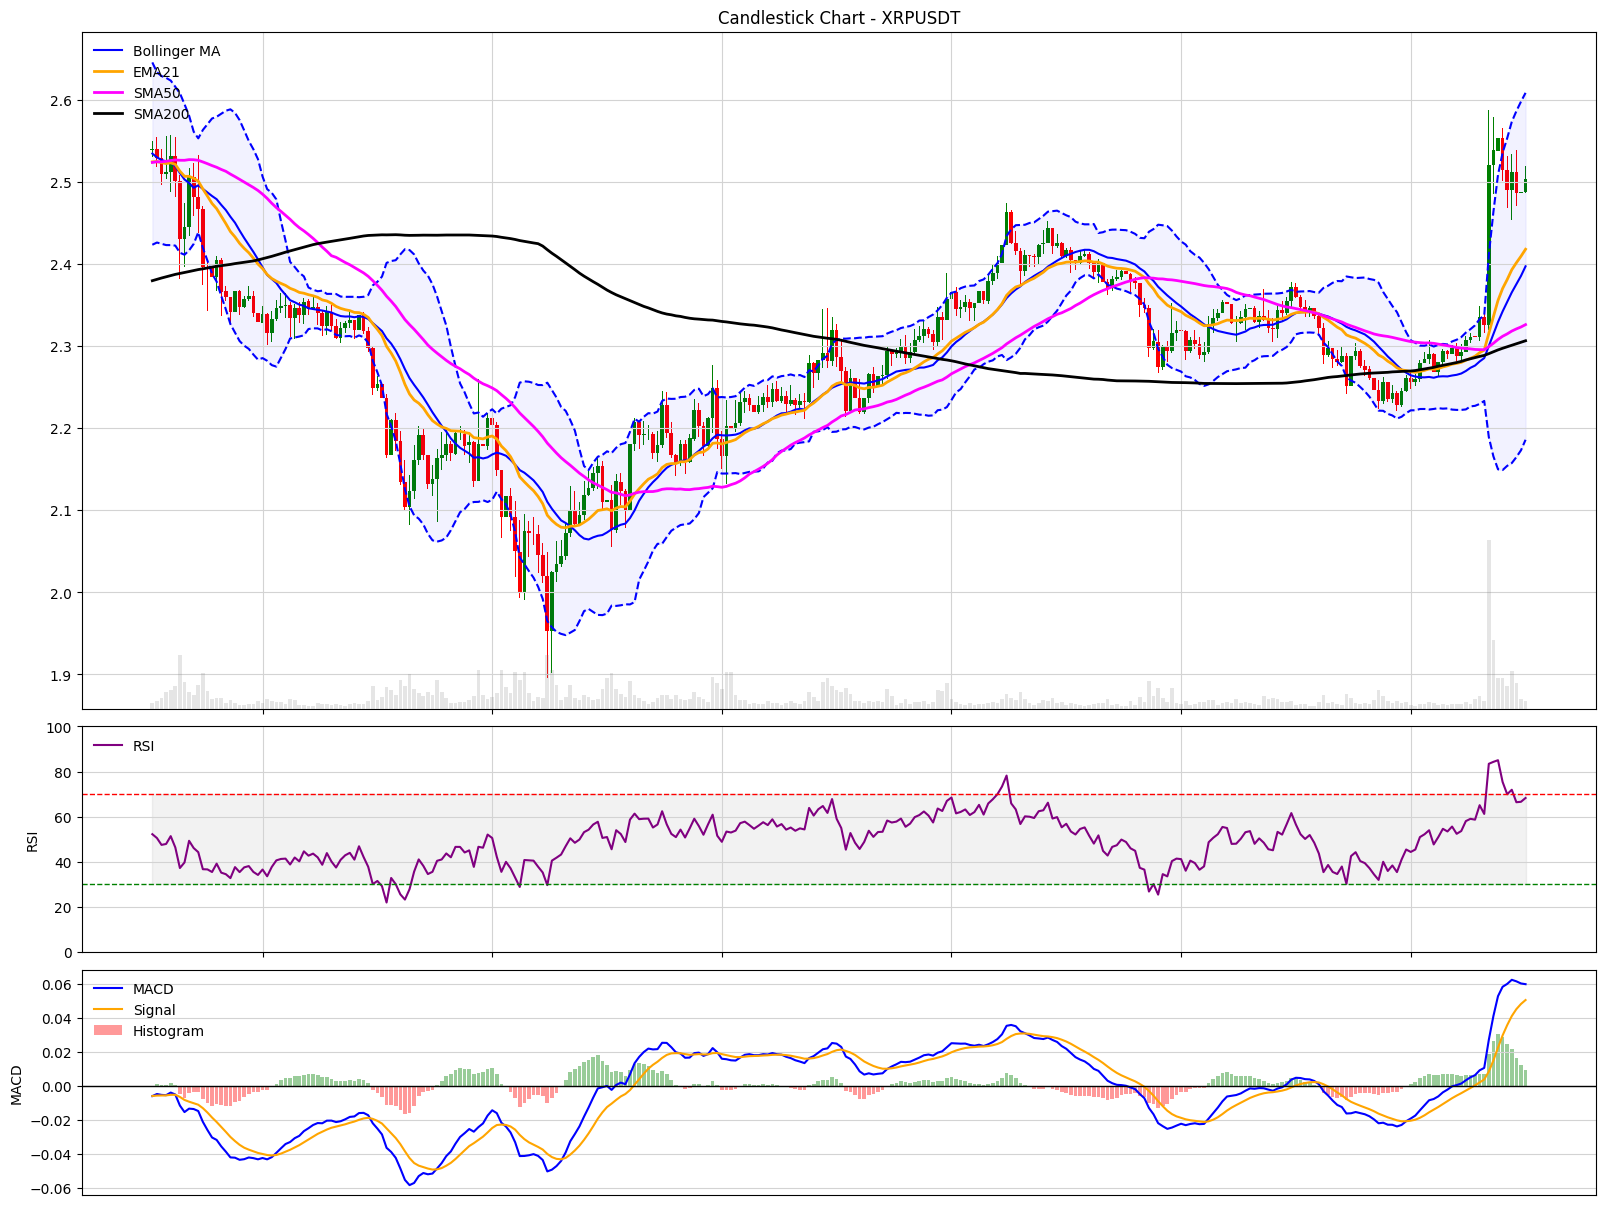 Candlestick Chart - XRPUSDT
Bollinger MA
EMA21
SMA50
SMA200
2.6
2.5
2.4
2.3
2.2
2.1
2.0
1.9
100
80
60
40
20
0
RSI
RSI
0.06
0.04
0.02
0.00
−0.02
−0.04
−0.06
MACD
MACD
Signal
Histogram